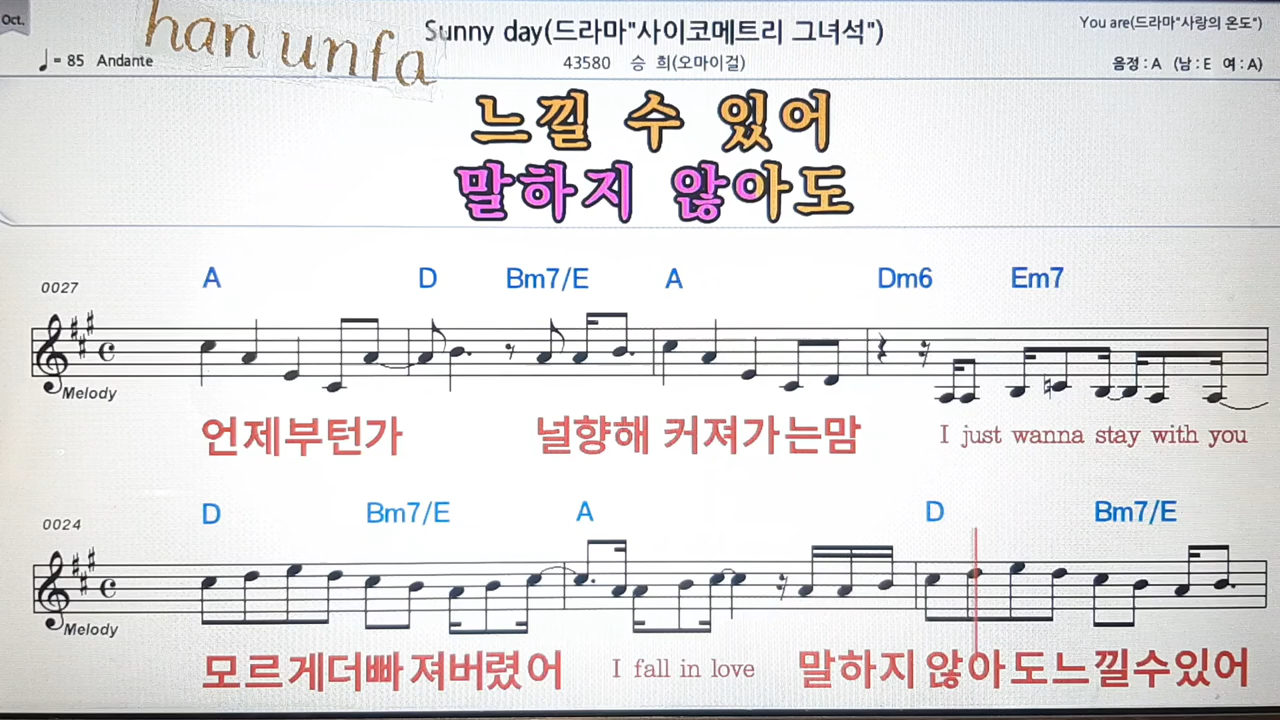 Oct.
han unfa
Sunny day(드라마"사이코메트리 그녀석")
You are(드라마"사랑의 온도")
♩= 85 Andante
43580 승 희(오마이걸)
음정 : A (남 : E 여 : A)
느낄 수 있어
말하지 않아도
0027
A D Bm7/E A Dm6 Em7
Melody
언제부턴가 널향해 커져가는맘 I just wanna stay with you
0024
D Bm7/E A D Bm7/E
Melody
모르게더빠져버렸어 I fall in love 말하지않아도느낄수있어